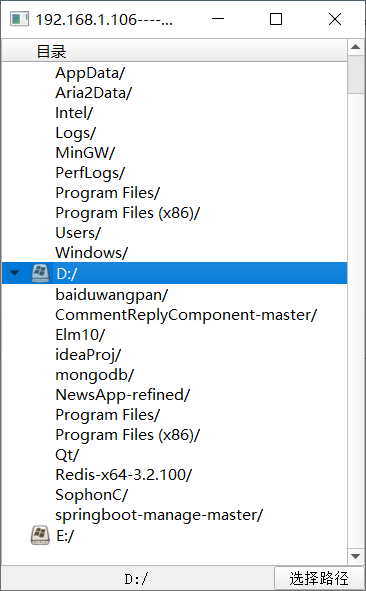 192.168.1.106----...
目录
AppData/
Aria2Data/
Intel/
Logs/
MinGW/
PerfLogs/
Program Files/
Program Files (x86)/
Users/
Windows/
D:/
baiduwangpan/
CommentReplyComponent-master/
Elm10/
ideaProj/
mongodb/
NewsApp-refined/
Program Files/
Program Files (x86)/
Qt/
Redis-x64-3.2.100/
SophonC/
springboot-manage-master/
E:/
D:/
选择路径